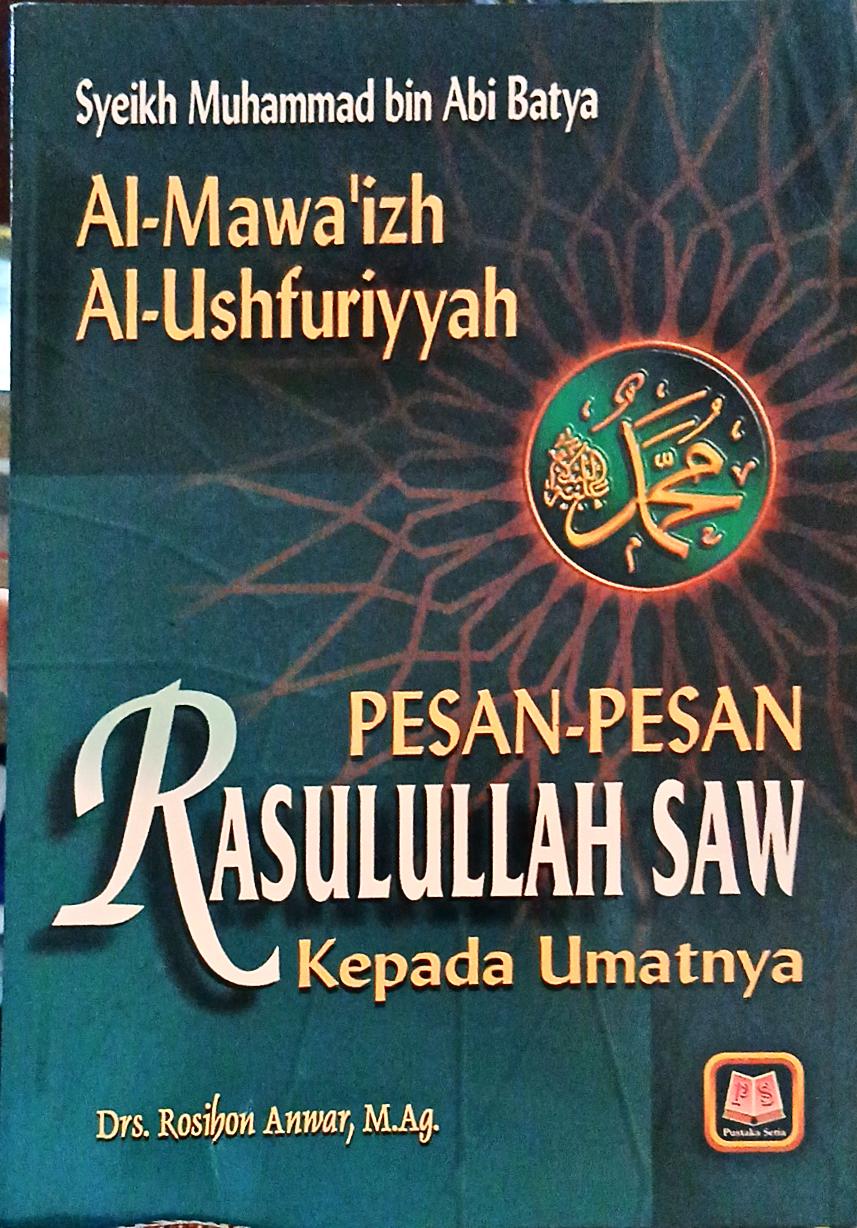 Syeikh Muhammad bin Abi Batya
Al-Mawa'izh
Al-Ushfuriyyah
محمد
PESAN-PESAN
RASULULLAH SAW
Kepada Umatnya
Drs. Rosihon Anwar, M.Ag.
PS
Pustaka Setia